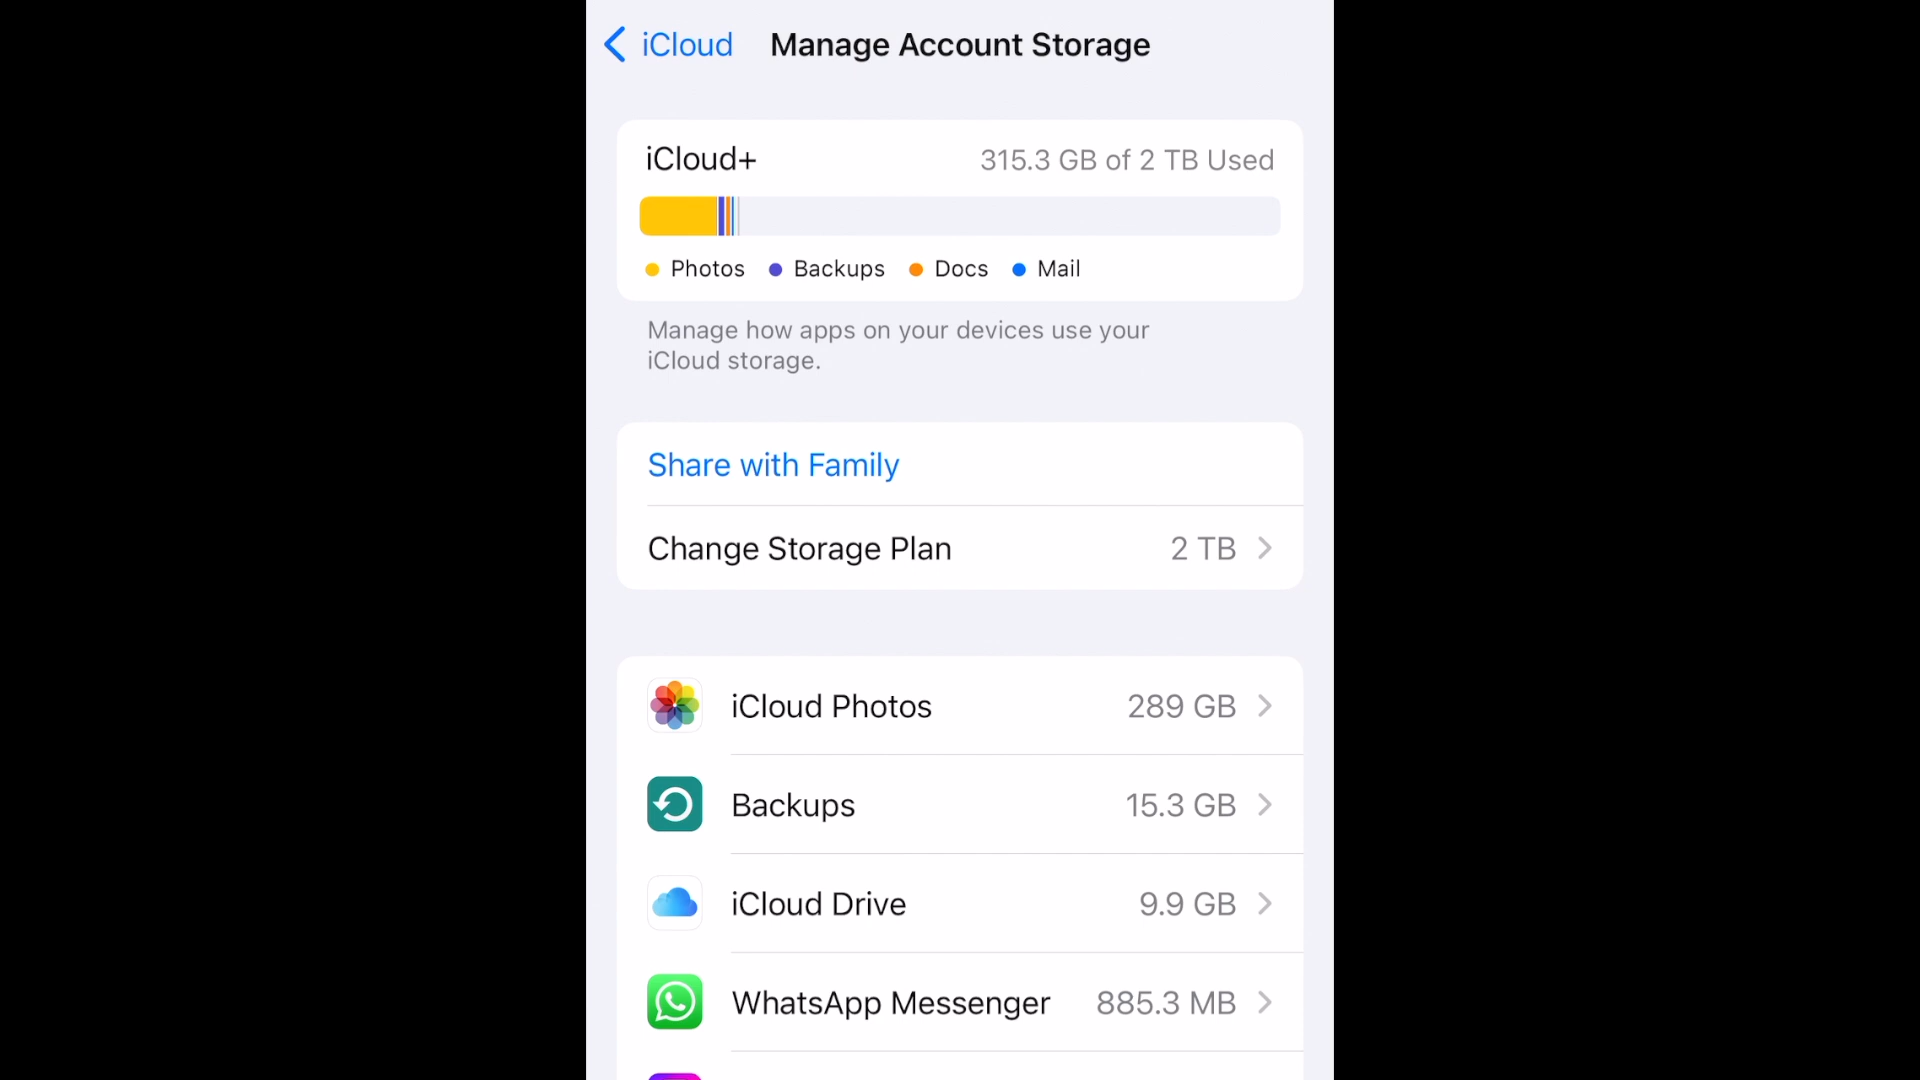 iCloud Manage Account Storage
iCloud+ 315.3 GB of 2 TB Used
Photos Backups Docs Mail
Manage how apps on your devices use your
iCloud storage.
Share with Family
Change Storage Plan 2 TB
iCloud Photos 289 GB
Backups 15.3 GB
iCloud Drive 9.9 GB
WhatsApp Messenger 885.3 MB